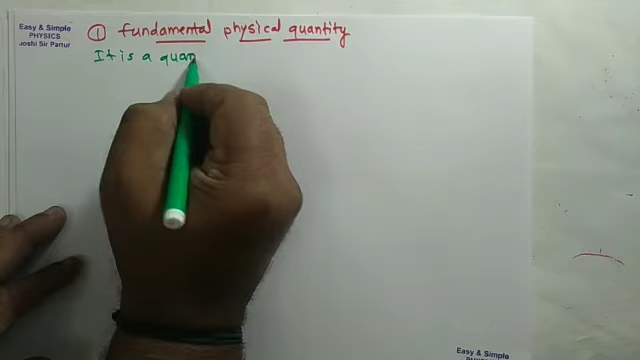 Easy & Simple
PHYSICS
Joshi Sir Partur
① fundamental physical quantity
It is a quan
Easy & Simple